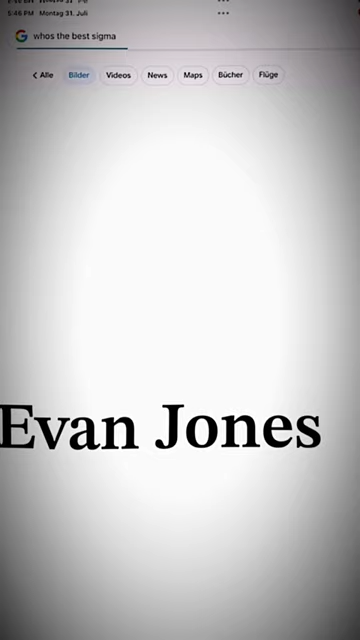 5:46 PM Montag 31. Juli
whos the best sigma
Alle Bilder Videos News Maps Bücher Flüge
Evan Jones